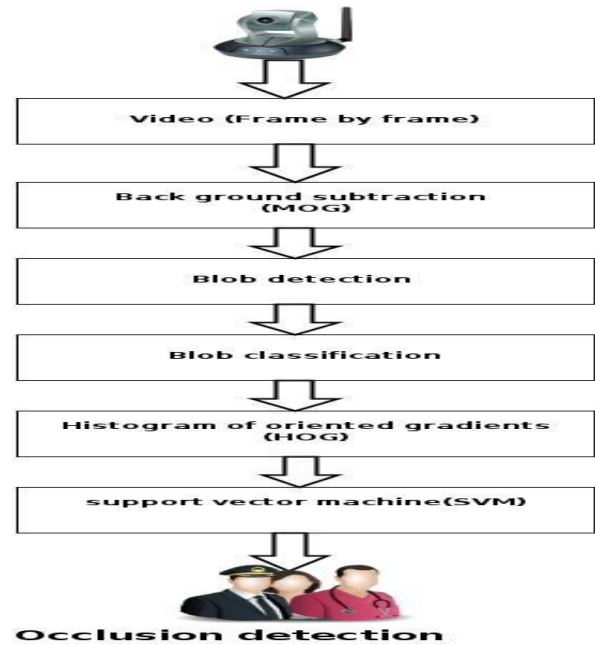 Video (Frame by frame)
Back ground subtraction
(MOG)
Blob detection
Blob classification
Histogram of oriented gradients
(HOG)
support vector machine(SVM)
Occlusion detection